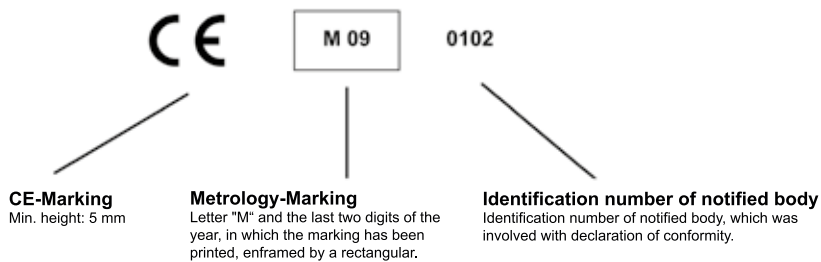 CE M 09 0102
CE-Marking
Min. height: 5 mm
Metrology-Marking
Letter "M“ and the last two digits of the
year, in which the marking has been
printed, enframed by a rectangular.
Identification number of notified body
Identification number of notified body, which was
involved with declaration of conformity.